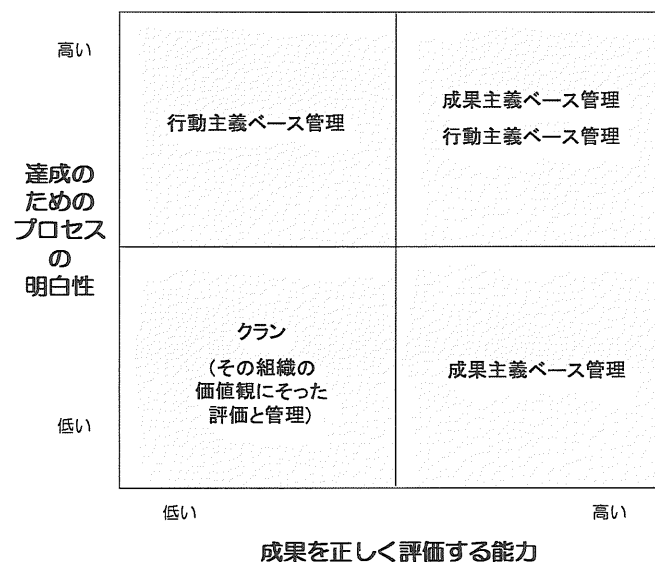 高い
行動主義ベース管理
成果主義ベース管理
行動主義ベース管理
達成の
ための
プロセス
の
明白性
クラン
(その組織の
価値観にそった
評価と管理)
成果主義ベース管理
低い
低い
高い
成果を正しく評価する能力